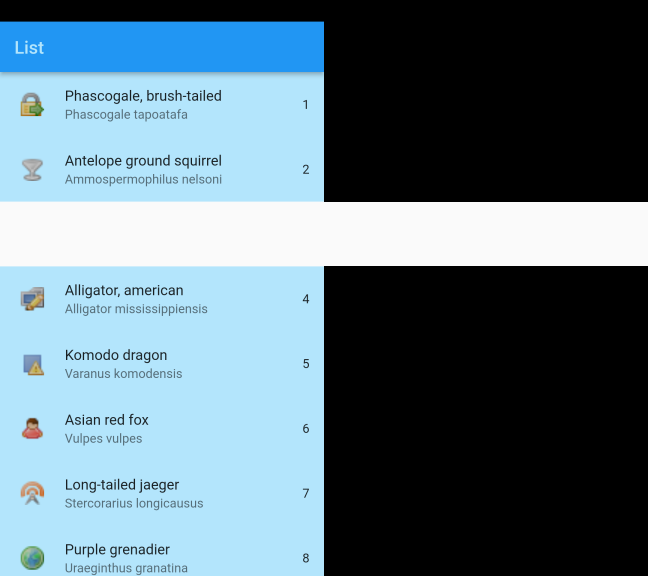 List
Phascogale, brush-tailed
Phascogale tapoatafa
1
Antelope ground squirrel
Ammospermophilus nelsoni
2
Alligator, american
Alligator mississippiensis
4
Komodo dragon
Varanus komodensis
5
Asian red fox
Vulpes vulpes
6
Long-tailed jaeger
Stercorarius longicausus
7
Purple grenadier
Uraeginthus granatina
8